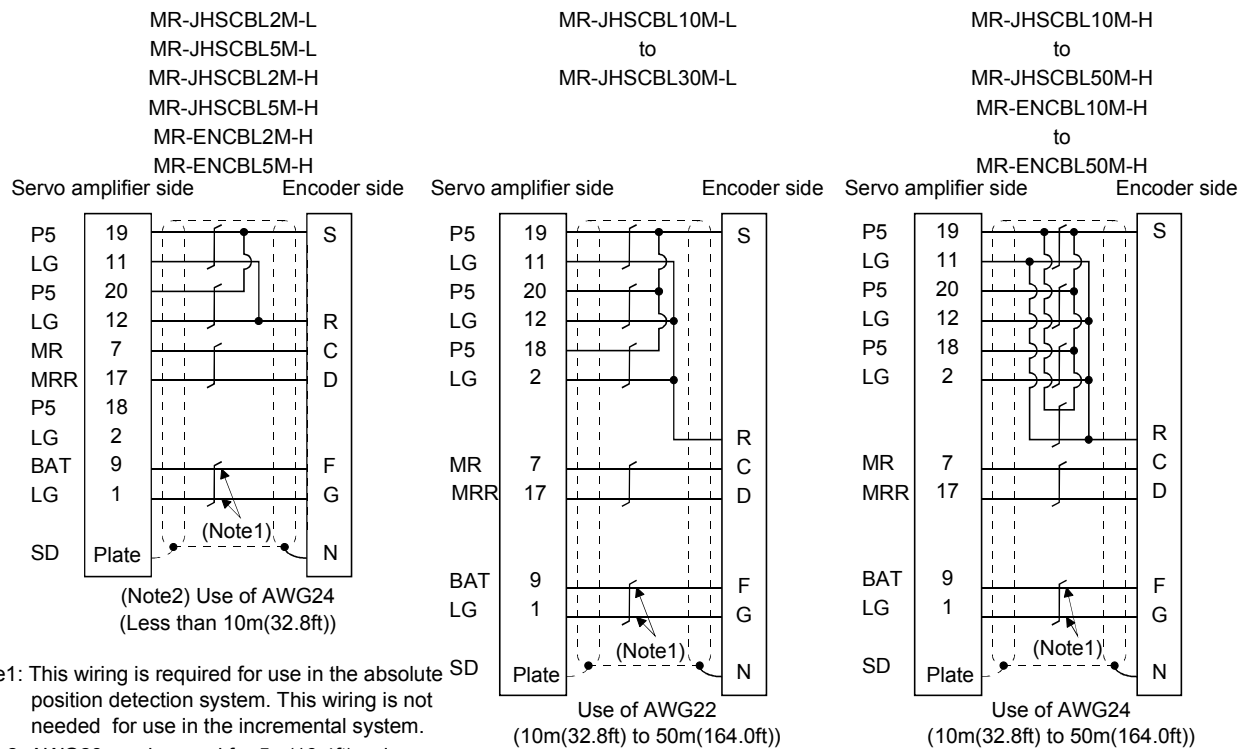 MR-JHSCBL2M-L
MR-JHSCBL5M-L
MR-JHSCBL2M-H
MR-JHSCBL5M-H
MR-ENCBL2M-H
MR-ENCBL5M-H
Servo amplifier side Encoder side
P5 19 S
LG 11
P5 20
LG 12 R
MR 7 C
MRR 17 D
P5 18
LG 2
BAT 9 F
LG 1 G
(Note1)
SD Plate N
(Note2) Use of AWG24
(Less than 10m(32.8ft))
MR-JHSCBL10M-L
to
MR-JHSCBL30M-L
Servo amplifier side Encoder side
P5 19 S
LG 11
P5 20
LG 12
P5 18
LG 2
R
MR 7 C
MRR 17 D
BAT 9 F
LG 1 G
(Note1)
SD Plate N
Use of AWG22
(10m(32.8ft) to 50m(164.0ft))
MR-JHSCBL10M-H
to
MR-JHSCBL50M-H
MR-ENCBL10M-H
to
MR-ENCBL50M-H
Servo amplifier side Encoder side
P5 19 S
LG 11
P5 20
LG 12
P5 18
LG 2
R
MR 7 C
MRR 17 D
BAT 9 F
LG 1 G
(Note1)
SD Plate N
Use of AWG24
(10m(32.8ft) to 50m(164.0ft))
e1: This wiring is required for use in the absolute
position detection system. This wiring is not
needed for use in the incremental system.